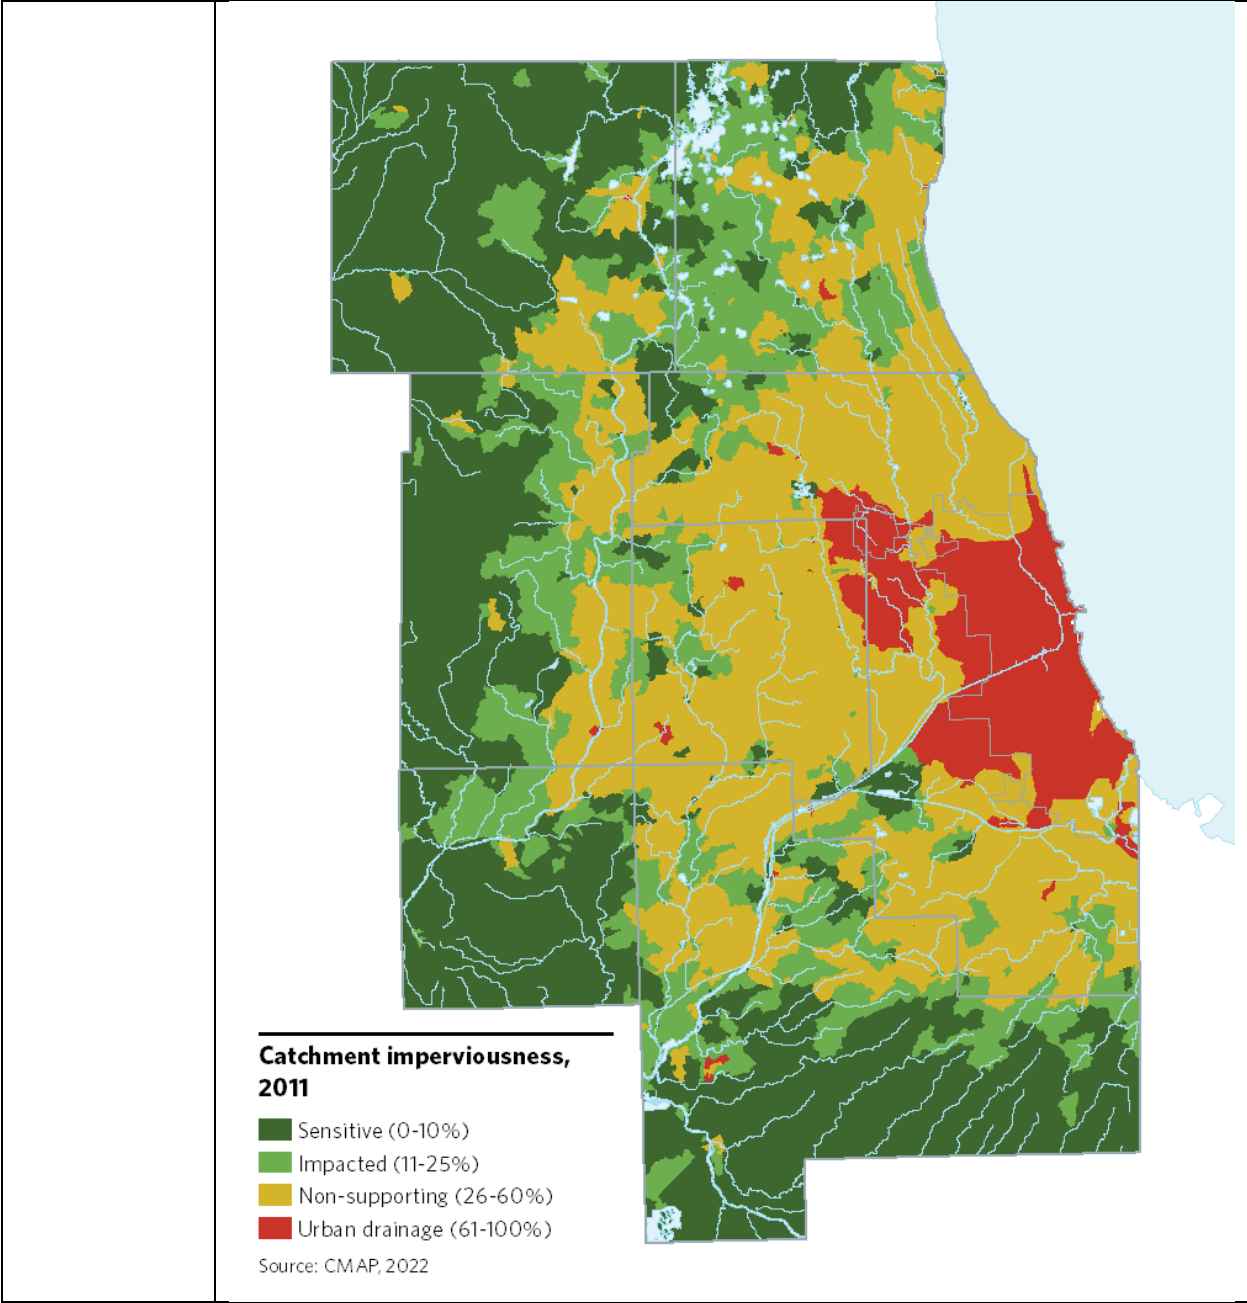 Catchment imperviousness,
2011
Sensitive (0-10%)
Impacted (11-25%)
Non-supporting (26-60%)
Urban drainage (61-100%)
Source: CMAP, 2022